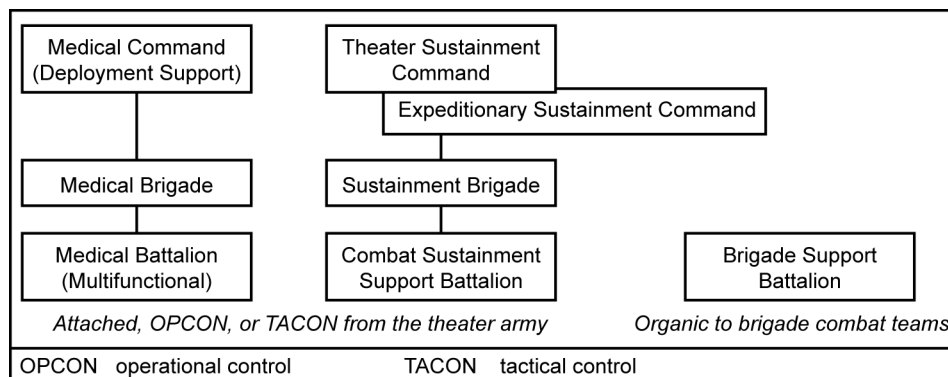 Medical Command
(Deployment Support)
Theater Sustainment
Command
Expeditionary Sustainment Command
Medical Brigade
Sustainment Brigade
Medical Battalion
(Multifunctional)
Combat Sustainment
Support Battalion
Brigade Support
Battalion
Attached, OPCON, or TACON from the theater army
Organic to brigade combat teams
OPCON operational control
TACON tactical control